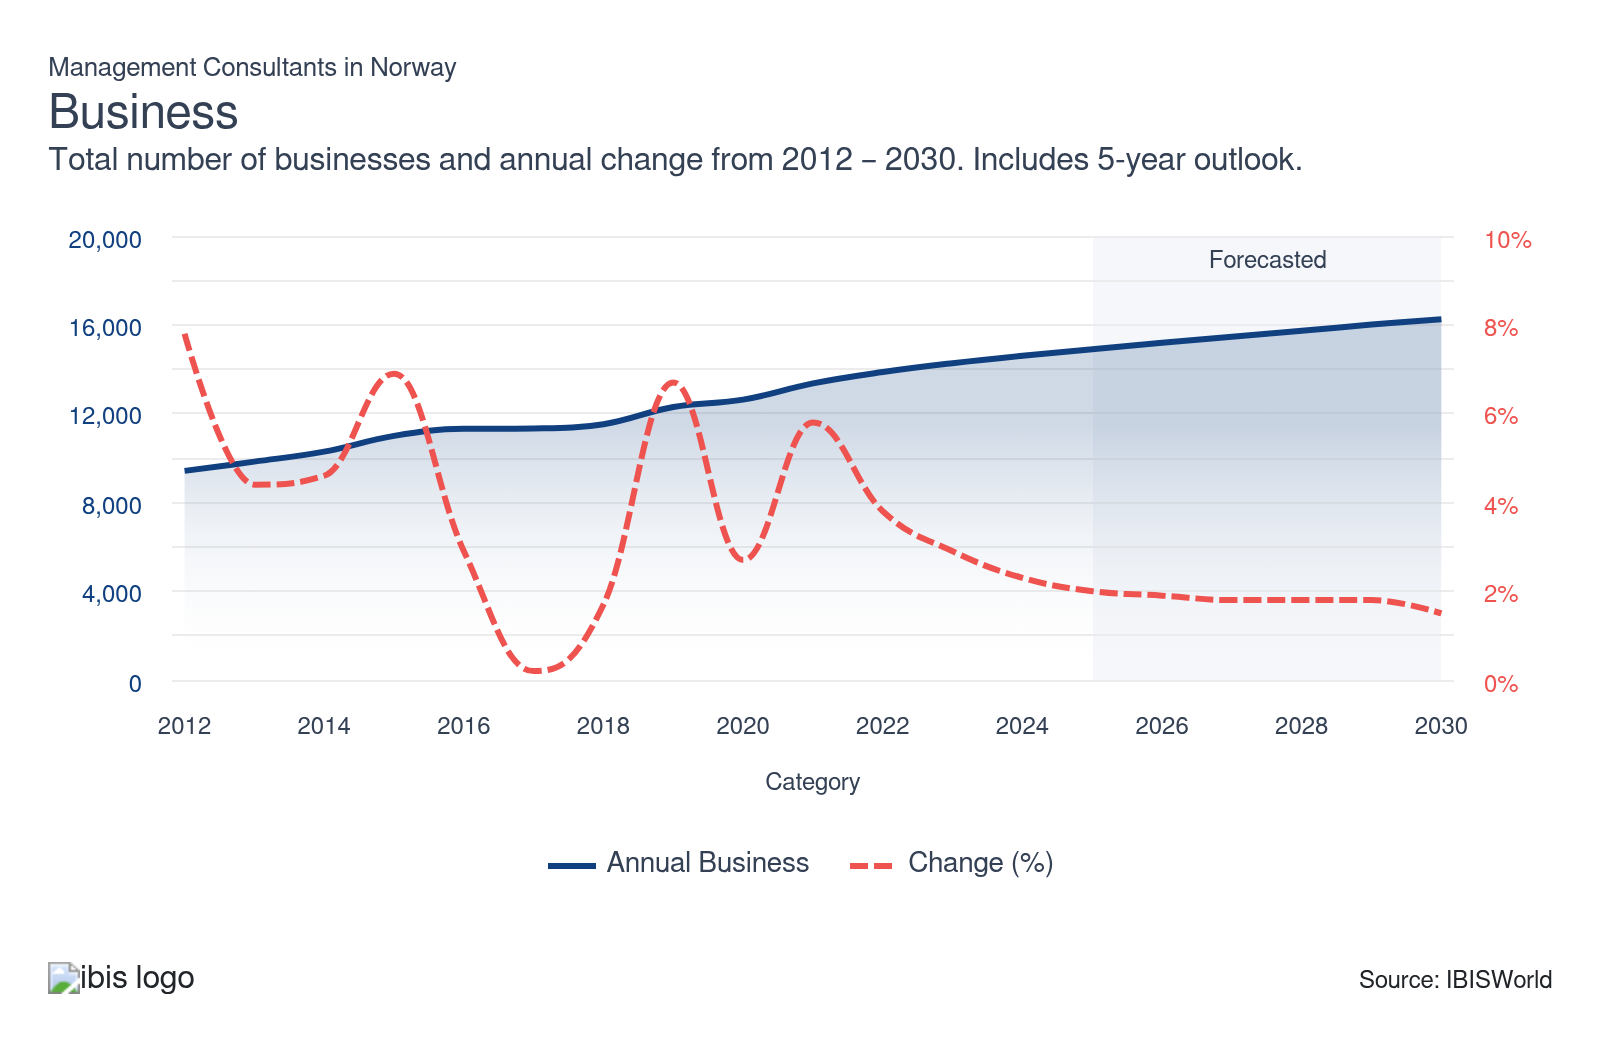 Management Consultants in Norway
Business
Total number of businesses and annual change from 2012 – 2030. Includes 5-year outlook.
20,000
16,000
12,000
8,000
4,000
0
Forecasted
10%
8%
6%
4%
2%
0%
2012 2014 2016 2018 2020 2022 2024 2026 2028 2030
Category
Annual Business Change (%)
ibis logo
Source: IBISWorld